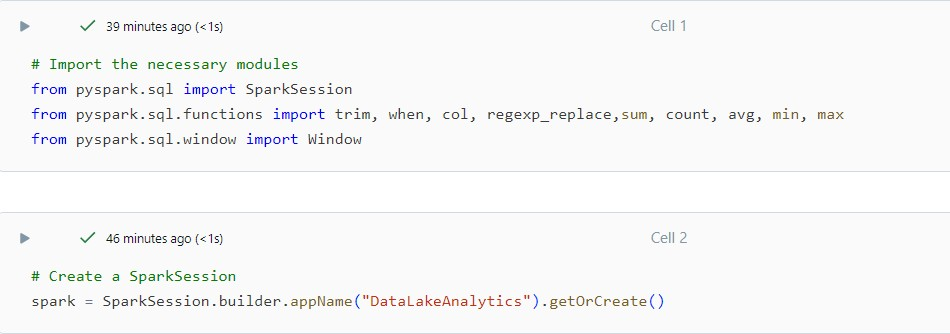 39 minutes ago (<1s)
Cell 1
# Import the necessary modules
from pyspark.sql import SparkSession
from pyspark.sql.functions import trim, when, col, regexp_replace,sum, count, avg, min, max
from pyspark.sql.window import Window
46 minutes ago (<1s)
Cell 2
# Create a SparkSession
spark = SparkSession.builder.appName("DataLakeAnalytics").getOrCreate()